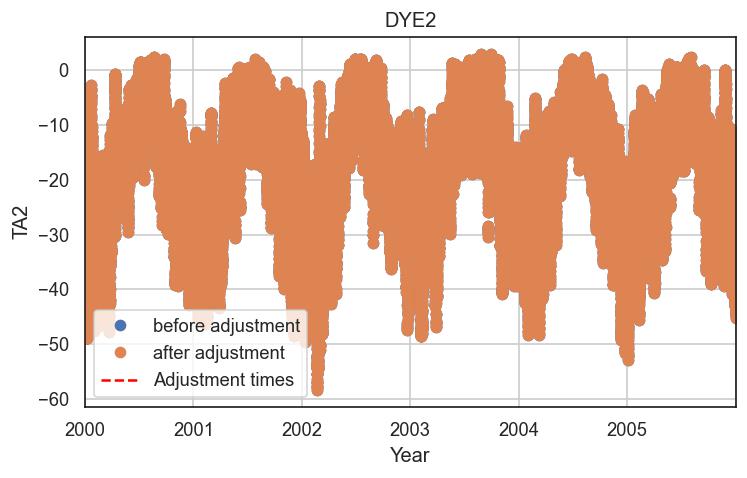 DYE2
TA2
0
−10
−20
−30
−40
−50
−60
before adjustment
after adjustment
Adjustment times
2000 2001 2002 2003 2004 2005
Year